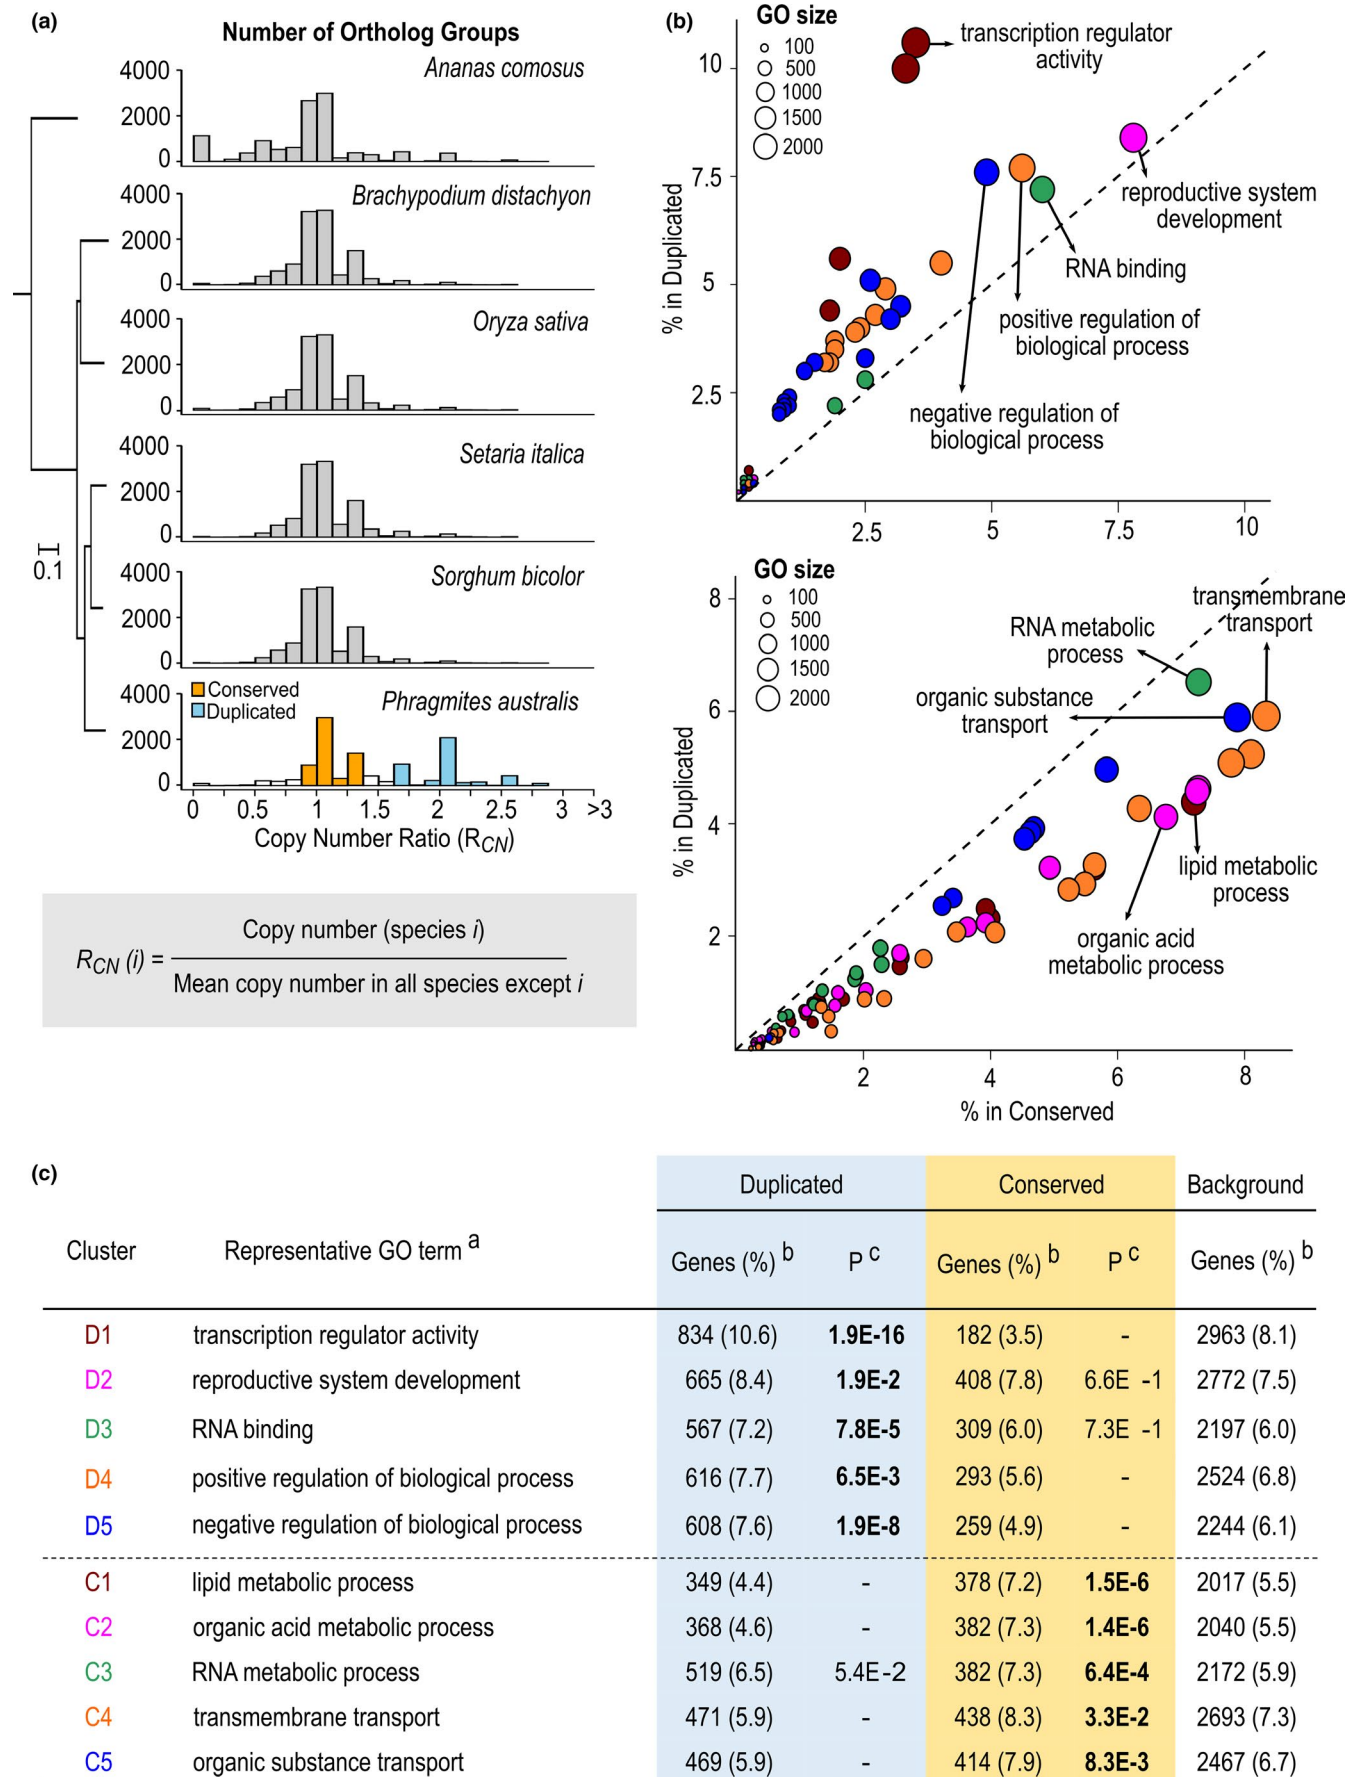 (a)
Number of Ortholog Groups
Ananas comosus
4000
2000
0
Brachypodium distachyon
4000
2000
0
Oryza sativa
4000
2000
0
Setaria italica
4000
2000
0
Sorghum bicolor
4000
2000
0
Phragmites australis
Conserved
Duplicated
4000
2000
0
0.1
0 0.5 1 1.5 2 2.5 3 >3
Copy Number Ratio (RCN)
RCN (i) =
Copy number (species i)
Mean copy number in all species except i
(b)
GO size
100
500
1000
1500
2000
10
7.5
5
2.5
% in Duplicated
transcription regulator
activity
reproductive system
development
RNA binding
positive regulation of
biological process
negative regulation of
biological process
2.5 5 7.5 10
GO size
100
500
1000
1500
2000
8
6
4
2
% in Duplicated
transmembrane
transport
RNA metabolic
process
organic substance
transport
lipid metabolic
process
organic acid
metabolic process
2 4 6 8
% in Conserved
(c)
Duplicated Conserved Background
Cluster Representative GO term a Genes (%) b P c Genes (%) b P c Genes (%) b
D1 transcription regulator activity 834 (10.6) 1.9E-16 182 (3.5) - 2963 (8.1)
D2 reproductive system development 665 (8.4) 1.9E-2 408 (7.8) 6.6E -1 2772 (7.5)
D3 RNA binding 567 (7.2) 7.8E-5 309 (6.0) 7.3E -1 2197 (6.0)
D4 positive regulation of biological process 616 (7.7) 6.5E-3 293 (5.6) - 2524 (6.8)
D5 negative regulation of biological process 608 (7.6) 1.9E-8 259 (4.9) - 2244 (6.1)
C1 lipid metabolic process 349 (4.4) - 378 (7.2) 1.5E-6 2017 (5.5)
C2 organic acid metabolic process 368 (4.6) - 382 (7.3) 1.4E-6 2040 (5.5)
C3 RNA metabolic process 519 (6.5) 5.4E-2 382 (7.3) 6.4E-4 2172 (5.9)
C4 transmembrane transport 471 (5.9) - 438 (8.3) 3.3E-2 2693 (7.3)
C5 organic substance transport 469 (5.9) - 414 (7.9) 8.3E-3 2467 (6.7)